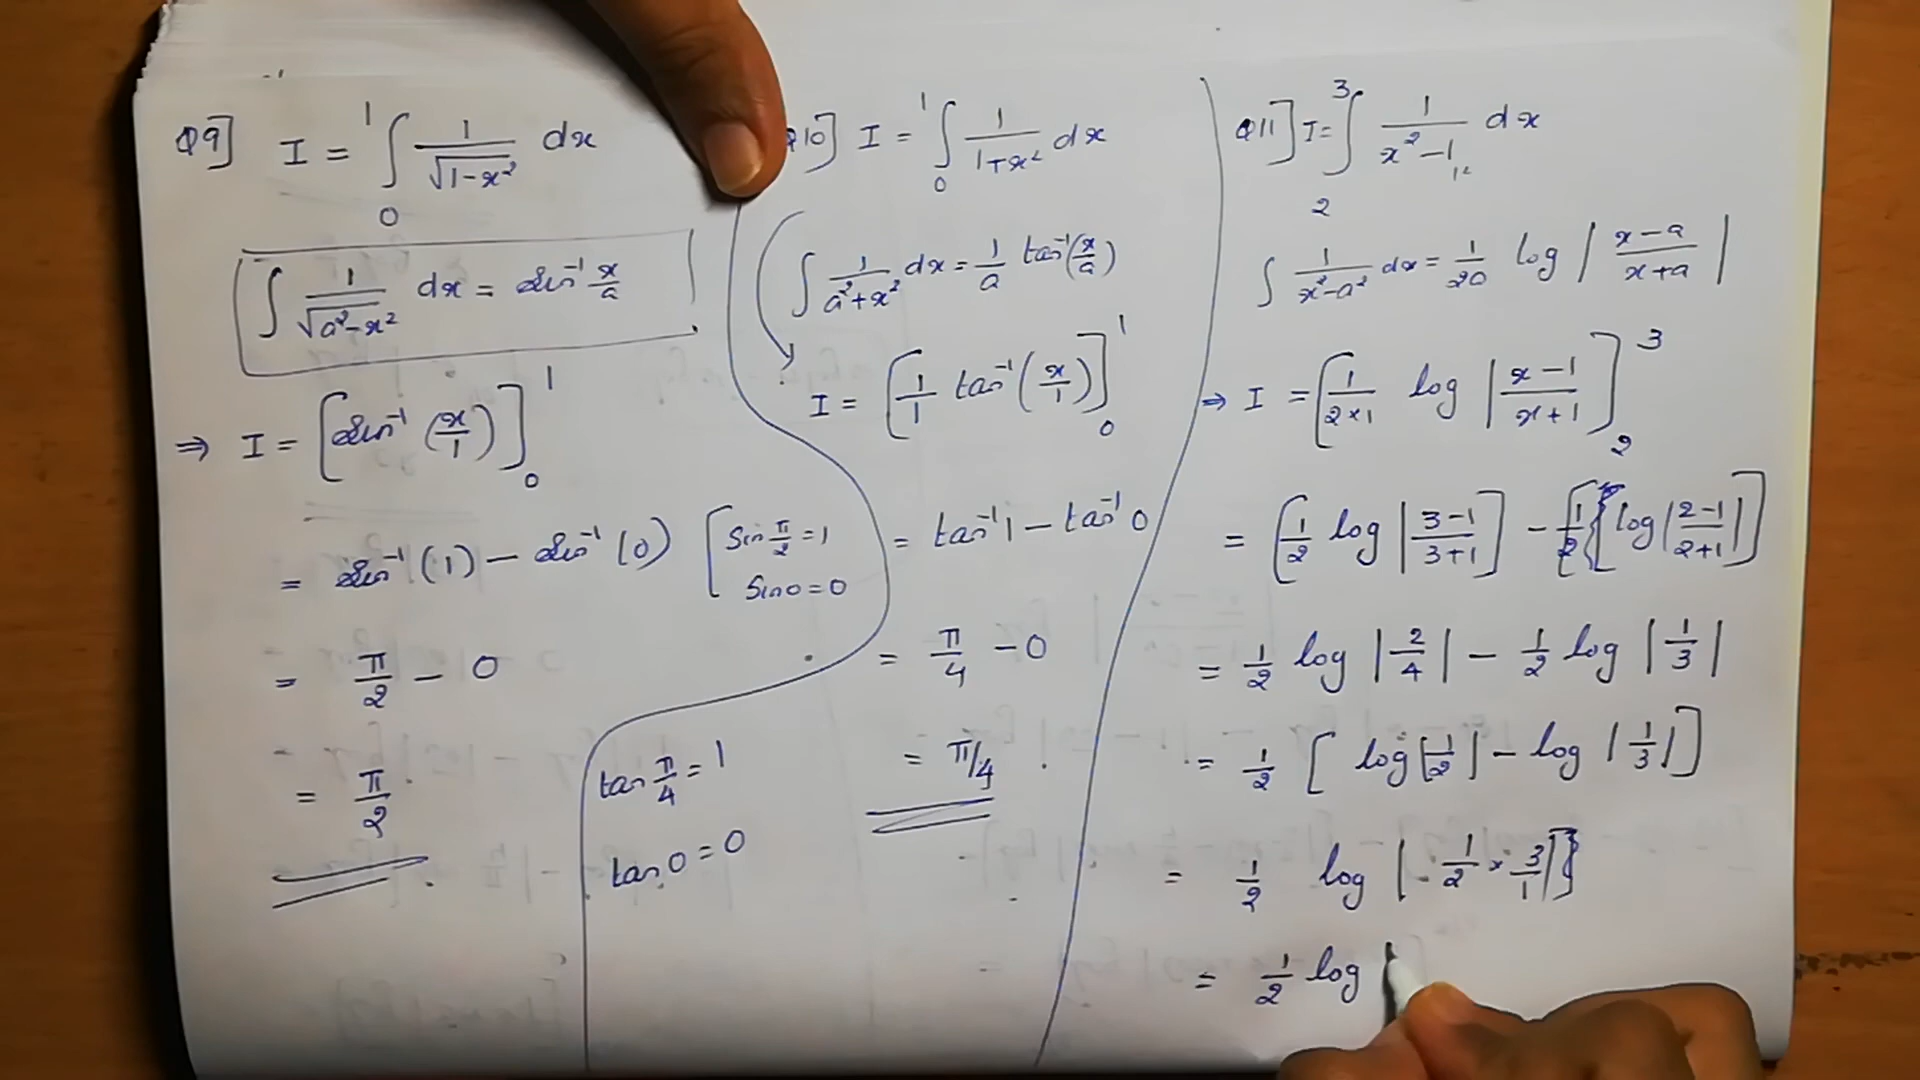 Q9] I = ¹∫₀ 1/√(1-x²) dx
∫ 1/√(a²-x²) dx = sin⁻¹ x/a
⇒ I = [sin⁻¹ (x/1)]₀¹
= sin⁻¹(1) - sin⁻¹(0) [sin π/2 = 1
sin 0 = 0
= π/2 - 0
= π/2
Q10] I = ¹∫₀ 1/(1+x²) dx
∫ 1/(a²+x²) dx = 1/a tan⁻¹(x/a)
I = [1/1 tan⁻¹(x/1)]₀¹
= tan⁻¹1 - tan⁻¹0
= π/4 - 0
= π/4
tan π/4 = 1
tan 0 = 0
Q11] I = ³∫₂ 1/(x²-1) dx
1²
∫ 1/(x²-a²) dx = 1/2a log |(x-a)/(x+a)|
⇒ I = [1/(2×1) log |(x-1)/(x+1)]₂³
= [1/2 log |(3-1)/(3+1)] - [1/2 {log |(2-1)/(2+1)|]
= 1/2 log |2/4| - 1/2 log |1/3|
= 1/2 [log |1/2| - log |1/3|]
= 1/2 log |1/2 × 3/1|}
= 1/2 log